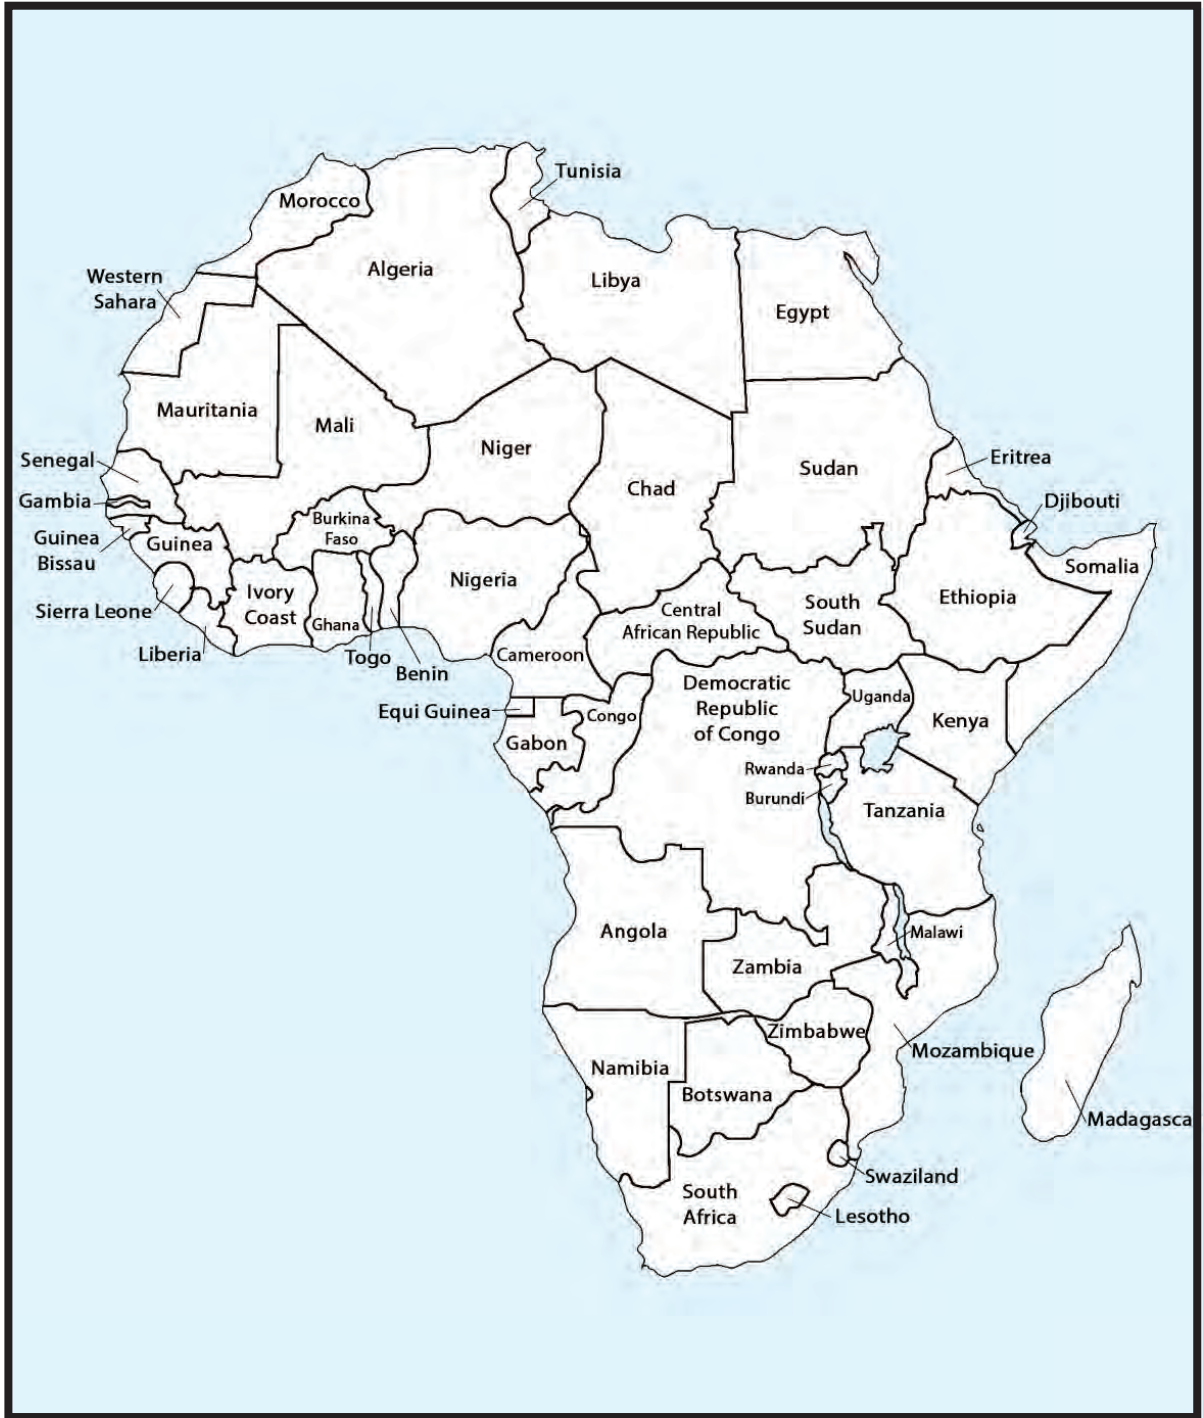 Tunisia
Morocco
Algeria
Libya
Western
Sahara
Egypt
Mauritania
Mali
Niger
Senegal
Eritrea
Sudan
Chad
Gambia
Djibouti
Burkina
Faso
Guinea
Bissau
Guinea
Somalia
Nigeria
Ivory
Coast
Ethiopia
Sierra Leone
Central
African Republic
South
Sudan
Ghana
Liberia
Togo
Benin
Cameroon
Democratic
Republic
of Congo
Uganda
Equi Guinea
Congo
Kenya
Gabon
Rwanda
Burundi
Tanzania
Angola
Malawi
Zambia
Zimbabwe
Mozambique
Namibia
Botswana
Madagasca
Swaziland
South
Africa
Lesotho